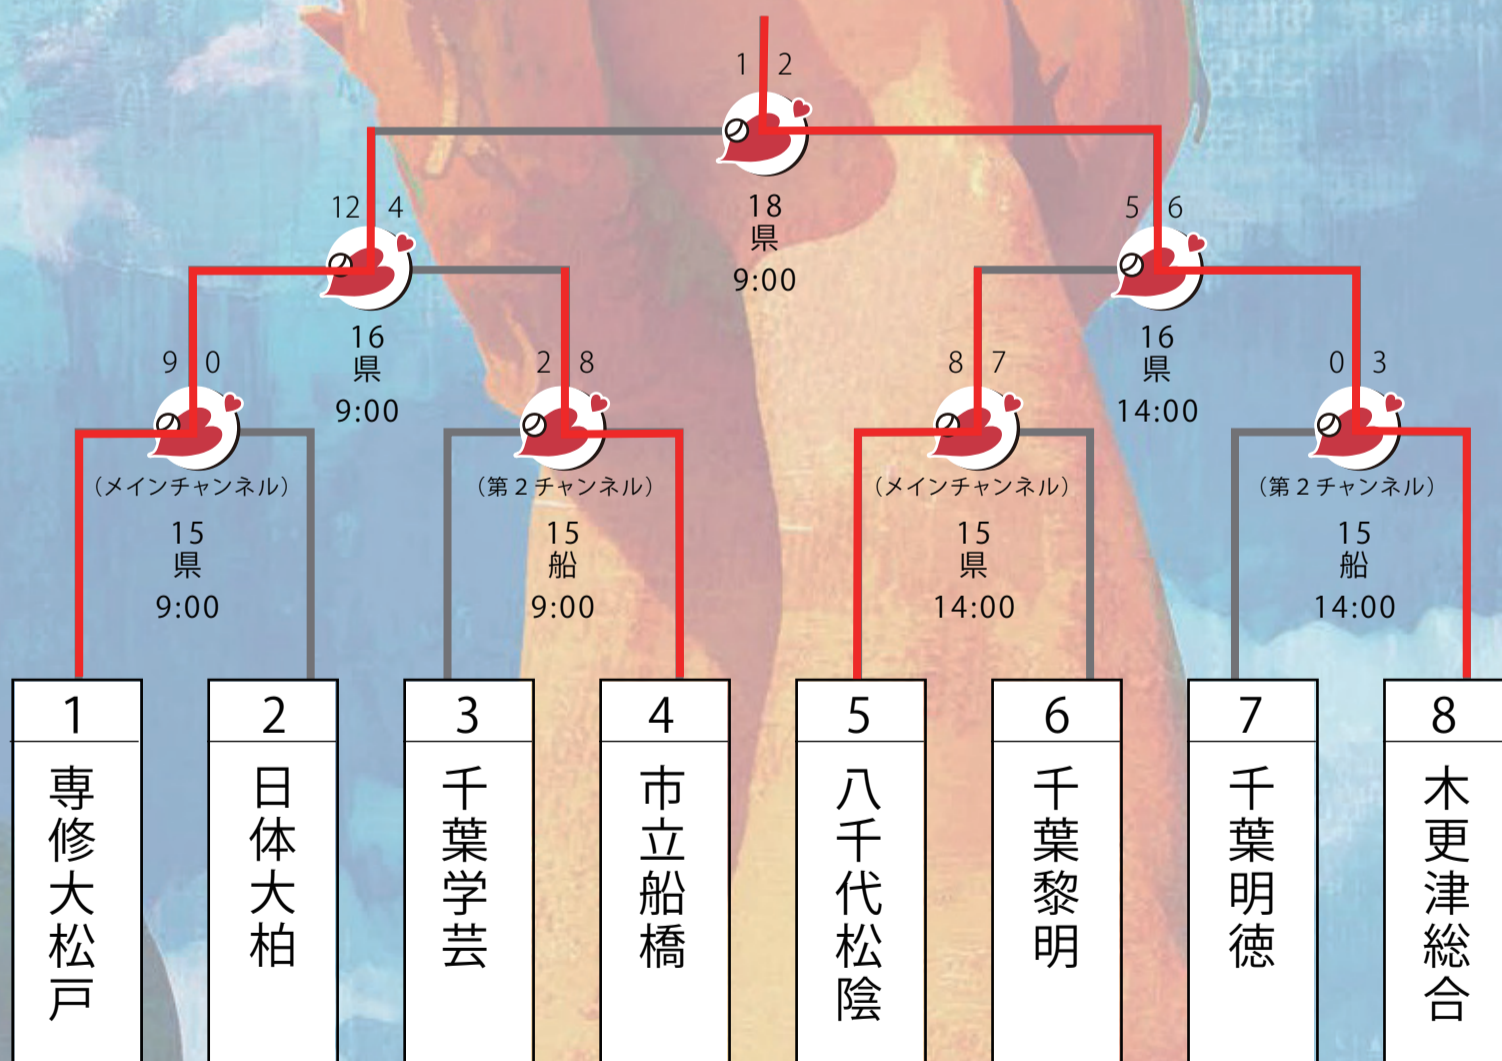 1 2
18
県
9:00
12 4
5 6
16
県
9:00
16
県
14:00
9 0
2 8
8 7
0 3
（メインチャンネル）
15
県
9:00
（第2チャンネル）
15
船
9:00
（メインチャンネル）
15
県
14:00
（第2チャンネル）
15
船
14:00
1
専修大松戸
2
日体大柏
3
千葉学芸
4
市立船橋
5
八千代松陰
6
千葉黎明
7
千葉明徳
8
木更津総合